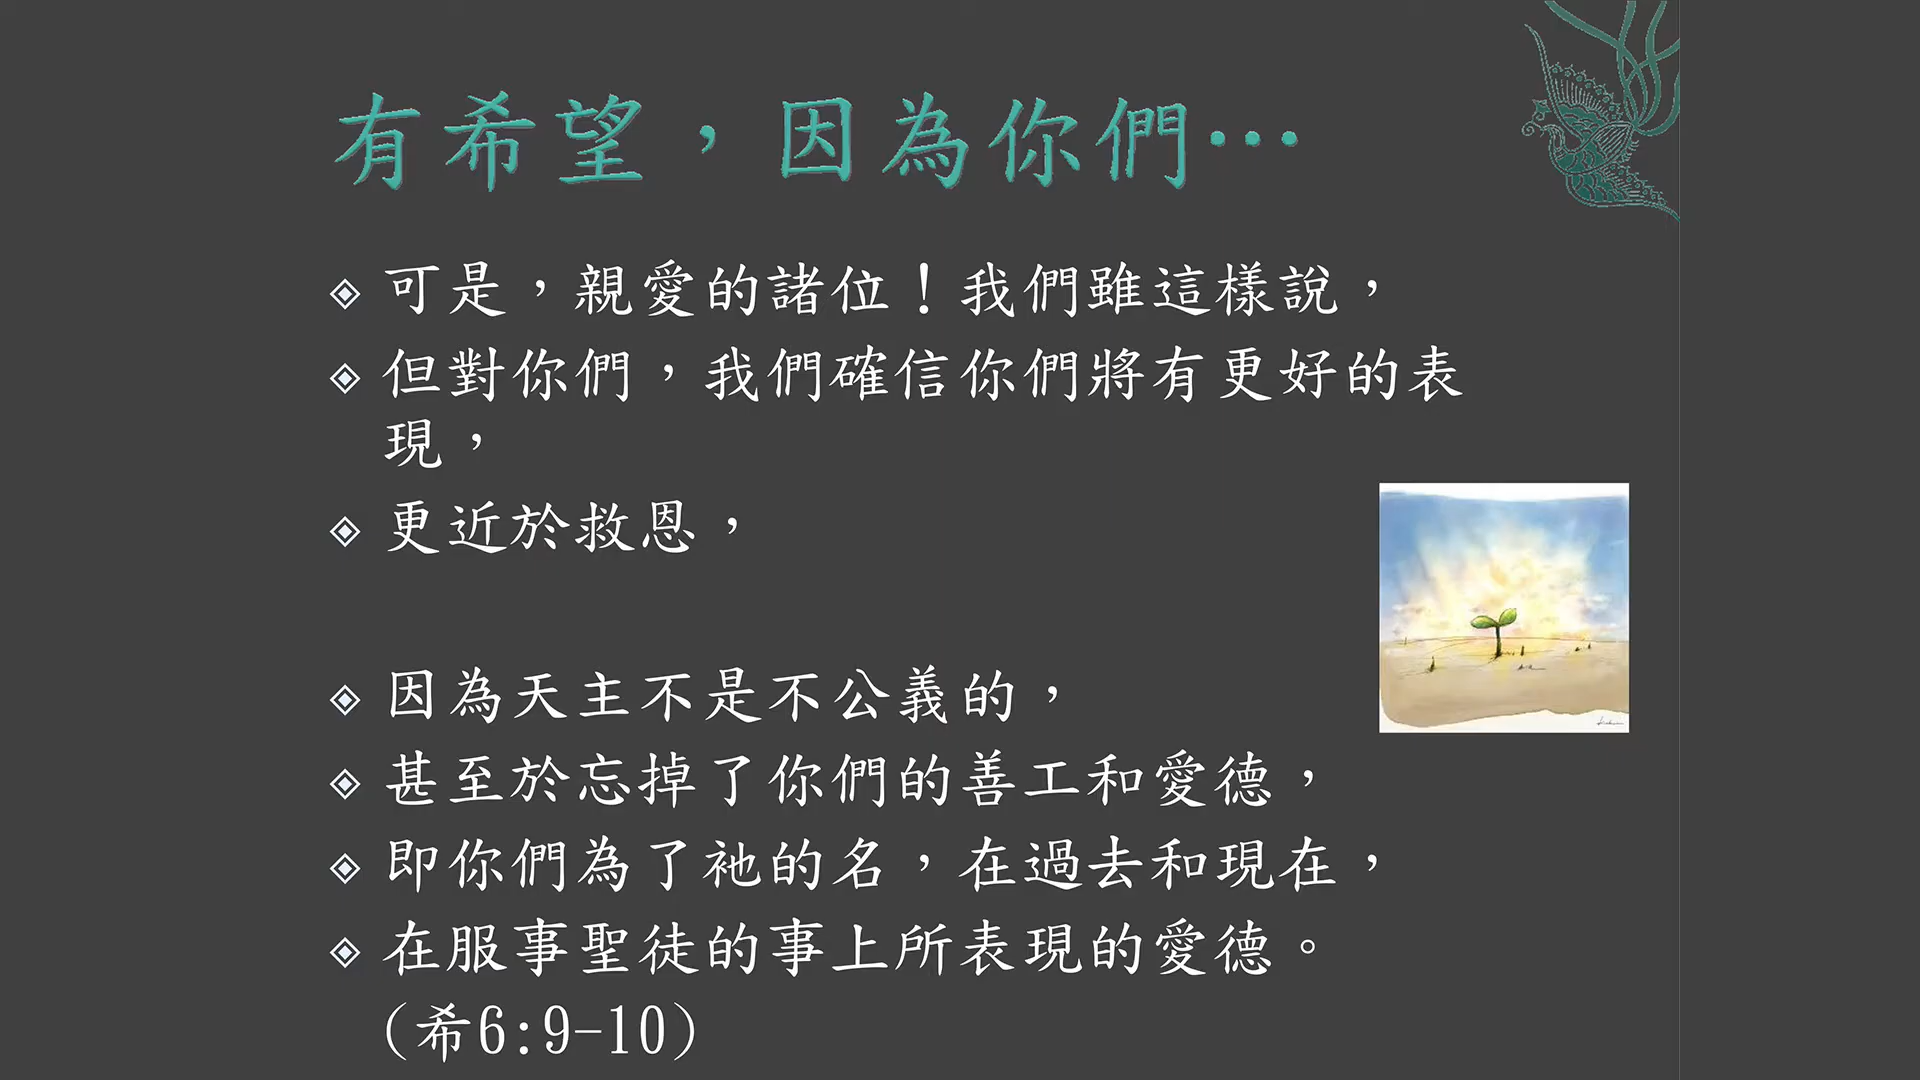 有希望，因為你們…
可是，親愛的諸位！我們雖這樣說，
但對你們，我們確信你們將有更好的表
現，
更近於救恩，
因為天主不是不公義的，
甚至於忘掉了你們的善工和愛德，
即你們為了祂的名，在過去和現在，
在服事聖徒的事上所表現的愛德。
(希6:9-10)